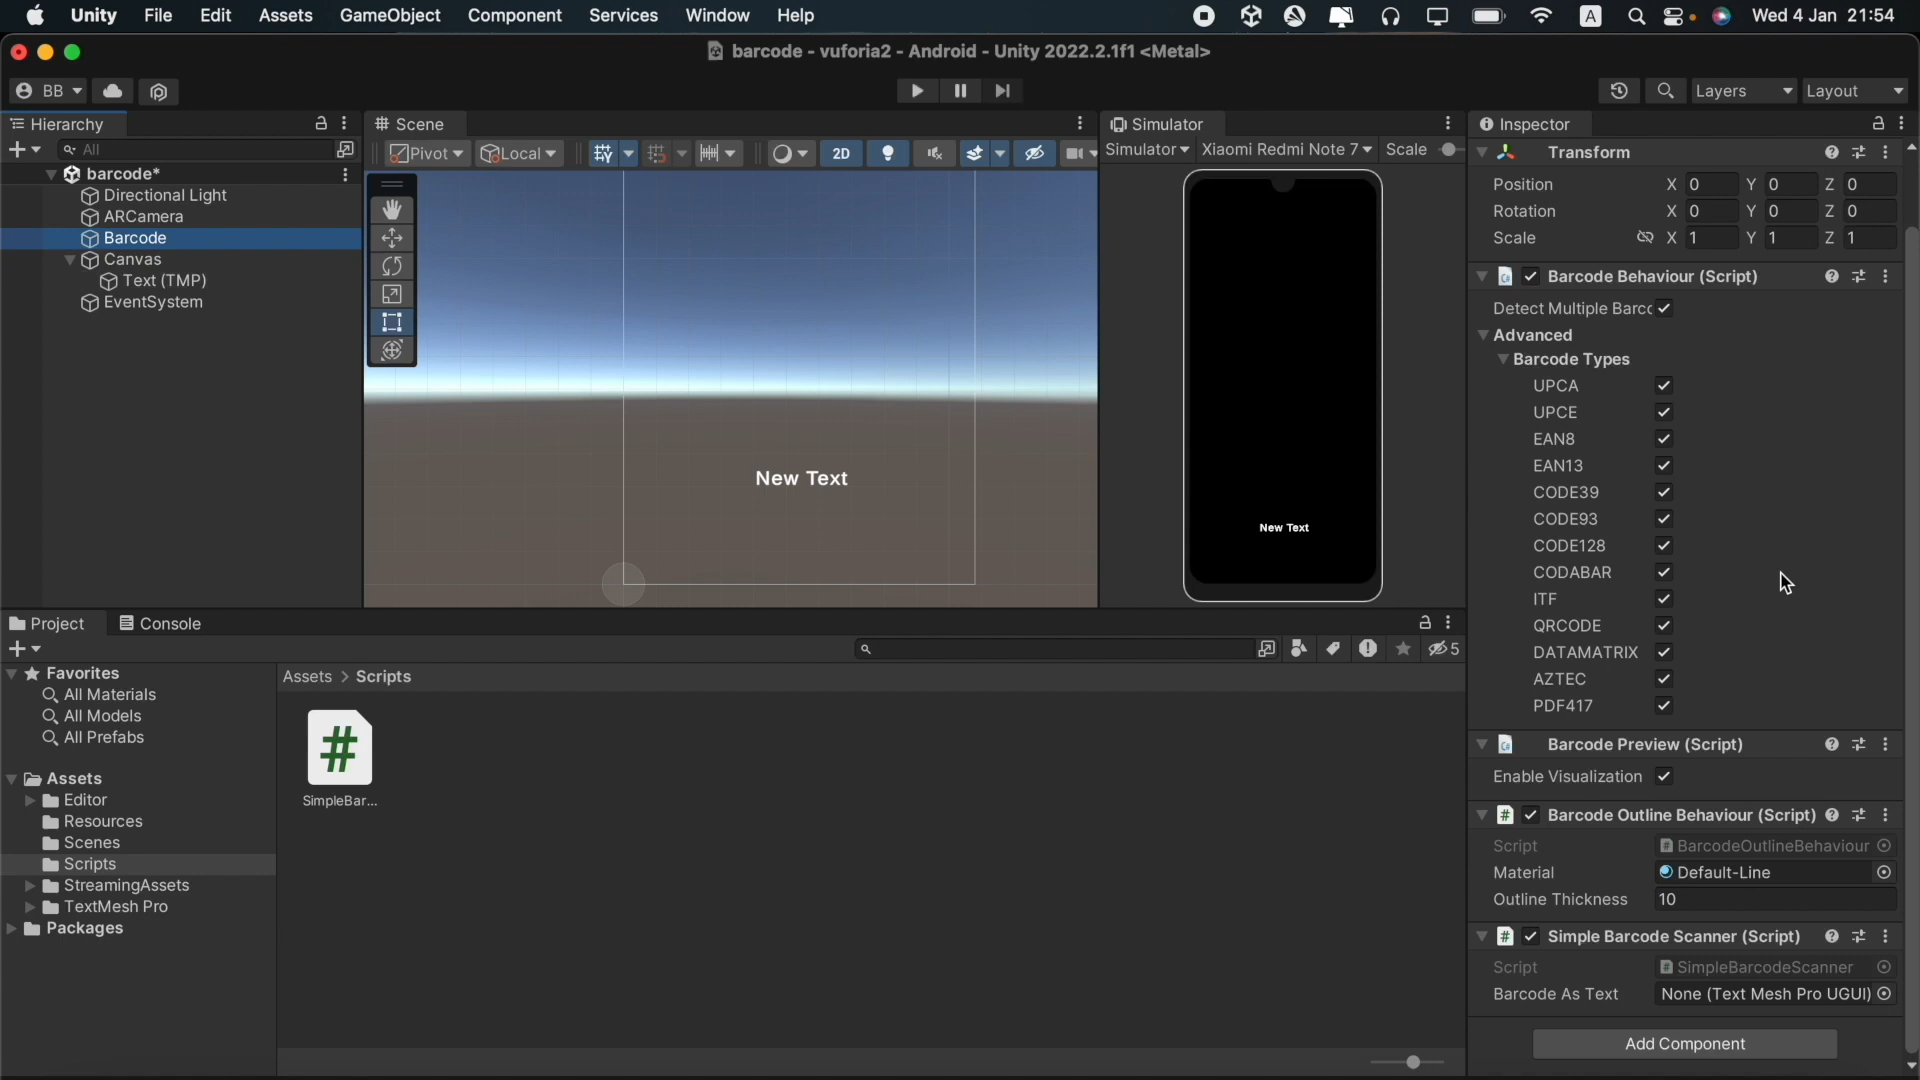 Unity File Edit Assets GameObject Component Services Window Help A Wed 4 Jan 21:54
barcode - vuforia2 - Android - Unity 2022.2.1f1 <Metal>
BB Layers Layout
Hierarchy
All
barcode*
Directional Light
ARCamera
Barcode
Canvas
Text (TMP)
EventSystem
Scene
Pivot Local 2D
New Text
Simulator
Simulator Xiaomi Redmi Note 7 Scale
New Text
Inspector
Transform
Position X 0 Y 0 Z 0
Rotation X 0 Y 0 Z 0
Scale X 1 Y 1 Z 1
Barcode Behaviour (Script)
Detect Multiple Barc
Advanced
Barcode Types
UPCA
UPCE
EAN8
EAN13
CODE39
CODE93
CODE128
CODABAR
ITF
QRCODE
DATAMATRIX
AZTEC
PDF417
Barcode Preview (Script)
Enable Visualization
# Barcode Outline Behaviour (Script)
Script # BarcodeOutlineBehaviour
Material Default-Line
Outline Thickness 10
# Simple Barcode Scanner (Script)
Script # SimpleBarcodeScanner
Barcode As Text None (Text Mesh Pro UGUI)
Add Component
Project Console
5
Favorites
All Materials
All Models
All Prefabs
Assets
Editor
Resources
Scenes
Scripts
StreamingAssets
TextMesh Pro
Packages
Assets > Scripts
#
SimpleBar...